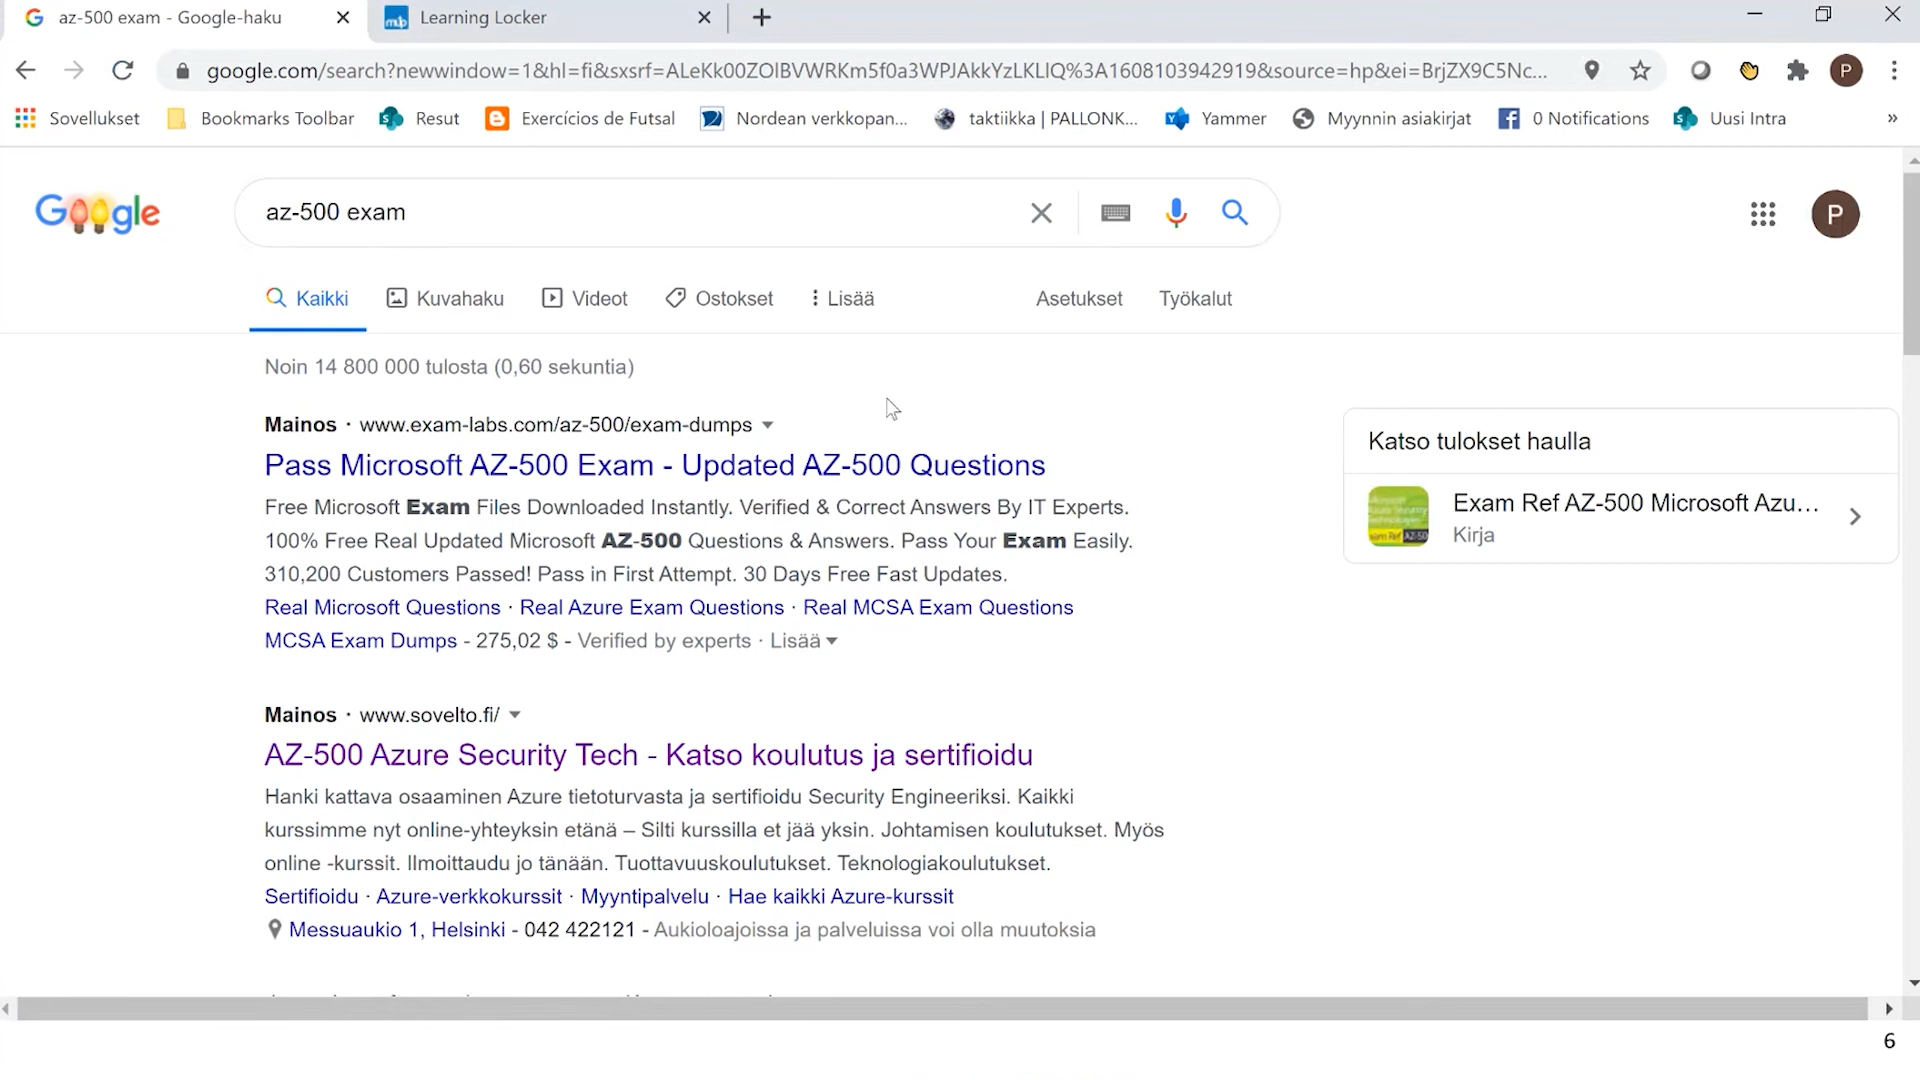 az-500 exam - Google-haku
Learning Locker
google.com/search?newwindow=1&hl=fi&sxsrf=ALeKk00ZOlBVWRKm5f0a3WPJAkkYzLKLlQ%3A1608103942919&source=hp&ei=BrjZX9C5Nc...
P
Sovellukset
Bookmarks Toolbar
Resut
Exercícios de Futsal
Nordean verkkopan...
taktiikka | PALLONK...
Yammer
Myynnin asiakirjat
0 Notifications
Uusi Intra
»
Google
az-500 exam
P
Kaikki
Kuvahaku
Videot
Ostokset
Lisää
Asetukset
Työkalut
Noin 14 800 000 tulosta (0,60 sekuntia)
Mainos · www.exam-labs.com/az-500/exam-dumps
Pass Microsoft AZ-500 Exam - Updated AZ-500 Questions
Free Microsoft Exam Files Downloaded Instantly. Verified & Correct Answers By IT Experts.
100% Free Real Updated Microsoft AZ-500 Questions & Answers. Pass Your Exam Easily.
310,200 Customers Passed! Pass in First Attempt. 30 Days Free Fast Updates.
Real Microsoft Questions · Real Azure Exam Questions · Real MCSA Exam Questions
MCSA Exam Dumps - 275,02 $ - Verified by experts · Lisää
Katso tulokset haulla
Exam Ref AZ-500 Microsoft Azu...
Kirja
Mainos · www.sovelto.fi/
AZ-500 Azure Security Tech - Katso koulutus ja sertifioidu
Hanki kattava osaaminen Azure tietoturvasta ja sertifioidu Security Engineeriksi. Kaikki
kurssimme nyt online-yhteyksin etänä – Silti kurssilla et jää yksin. Johtamisen koulutukset. Myös
online -kurssit. Ilmoittaudu jo tänään. Tuottavuuskoulutukset. Teknologiakoulutukset.
Sertifioidu · Azure-verkkokurssit · Myyntipalvelu · Hae kaikki Azure-kurssit
Messuaukio 1, Helsinki - 042 422121 - Aukioloajoissa ja palveluissa voi olla muutoksia
6